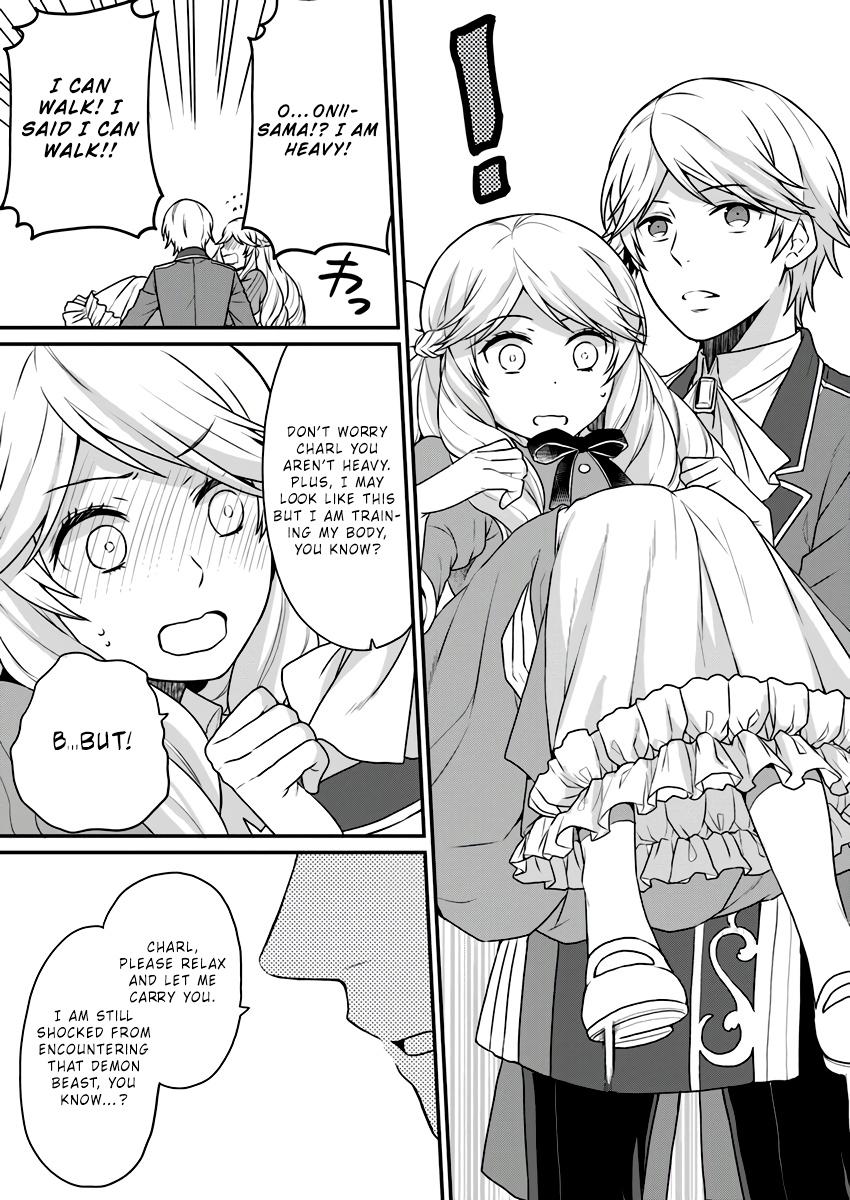 !
O...ONII-
SAMA!? I AM
HEAVY!
I CAN
WALK! I
SAID I CAN
WALK!!
わっ
DON'T WORRY
CHARL YOU
AREN'T HEAVY.
PLUS, I MAY
LOOK LIKE THIS
BUT I AM TRAIN-
ING MY BODY,
YOU KNOW?
B...BUT!
CHARL,
PLEASE RELAX
AND LET ME
CARRY YOU.
I AM STILL
SHOCKED FROM
ENCOUNTERING
THAT DEMON
BEAST, YOU
KNOW...?